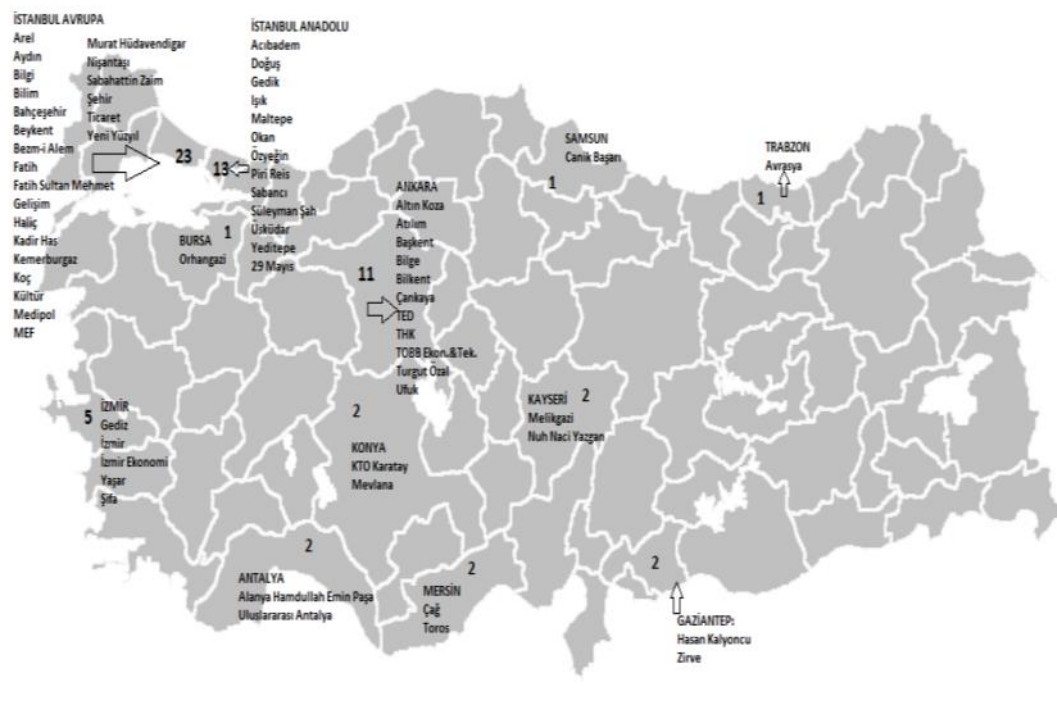 İSTANBUL AVRUPA
Arel
Aydın
Bilgi
Bilim
Bahçeşehir
Beykent
Bezm-i Alem
Fatih
Fatih Sultan Mehmet
Gelişim
Haliç
Kadir Has
Kemerburgaz
Koç
Kültür
Medipol
MEF
Murat Hüdavendigar
Nişantaşı
Sabahattin Zaim
Şehir
Ticaret
Yeni Yüzyıl
23
13
İSTANBUL ANADOLU
Acıbadem
Doğuş
Gedik
Işık
Maltepe
Okan
Özyeğin
Piri Reis
Sabancı
Süleyman Şah
Üsküdar
Yeditepe
29 Mayıs
BURSA 1
Orhangazi
11
ANKARA
Altın Koza
Atılım
Başkent
Bilge
Bilkent
Çankaya
TED
THK
TOBB Ekon.&Tek.
Turgut Özal
Ufuk
SAMSUN
Canik Başarı
1
TRABZON
Avrasya
1
5 İZMİR
Gediz
İzmir
İzmir Ekonomi
Yaşar
Şifa
2
KONYA
KTO Karatay
Mevlana
KAYSERİ 2
Melikgazi
Nuh Naci Yazgan
2
ANTALYA
Alanya Hamdullah Emin Paşa
Uluslararası Antalya
2
MERSİN
Çağ
Toros
2
GAZİANTEP:
Hasan Kalyoncu
Zirve